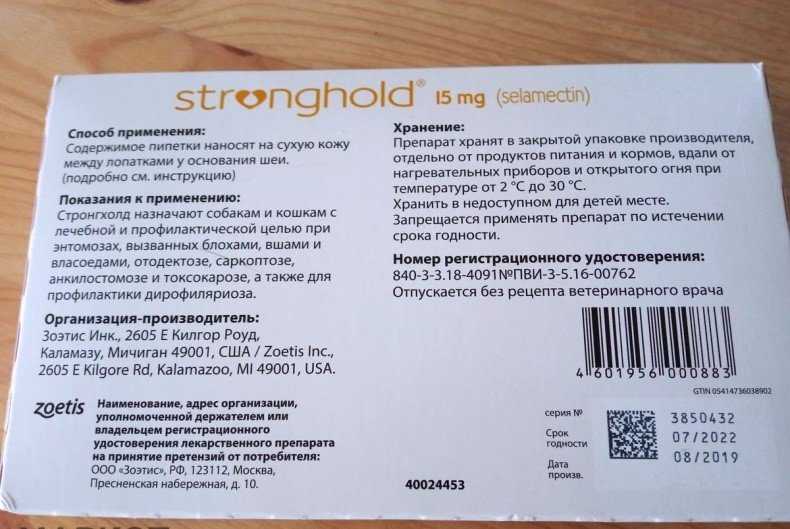 stronghold® 15 mg (selamectin)
Способ применения:
Содержимое пипетки наносят на сухую кожу
между лопатками у основания шеи.
(подробно см. инструкцию)
Показания к применению:
Стронгхолд назначают собакам и кошкам с
лечебной и профилактической целью при
энтомозах, вызванных блохами, вшами и
власоедами, отодектозе, саркоптозе,
анкилостомозе и токсокарозе, а также для
профилактики дирофиляриоза.
Организация-производитель:
Зоэтис Инк., 2605 Е Килгор Роуд,
Каламазу, Мичиган 49001, США / Zoetis Inc.,
2605 E Kilgore Rd, Kalamazoo, MI 49001, USA.
zoetis
Наименование, адрес организации,
уполномоченной держателем или
владельцем регистрационного
удостоверения лекарственного препарата
на принятие претензий от потребителя:
ООО «Зоэтис», РФ, 123112, Москва,
Пресненская набережная, д. 10.
Хранение:
Препарат хранят в закрытой упаковке производителя,
отдельно от продуктов питания и кормов, вдали от
нагревательных приборов и открытого огня при
температуре от 2 °C до 30 °C.
Хранить в недоступном для детей месте.
Запрещается применять препарат по истечении
срока годности.
Номер регистрационного удостоверения:
840-3-3.18-4091№ПВИ-3-5.16-00762
Отпускается без рецепта ветеринарного врача
4 601956 000883
GTIN 05414736038902
серия № 3850432
Срок
годности 07/2022
Дата
произв. 08/2019
40024453